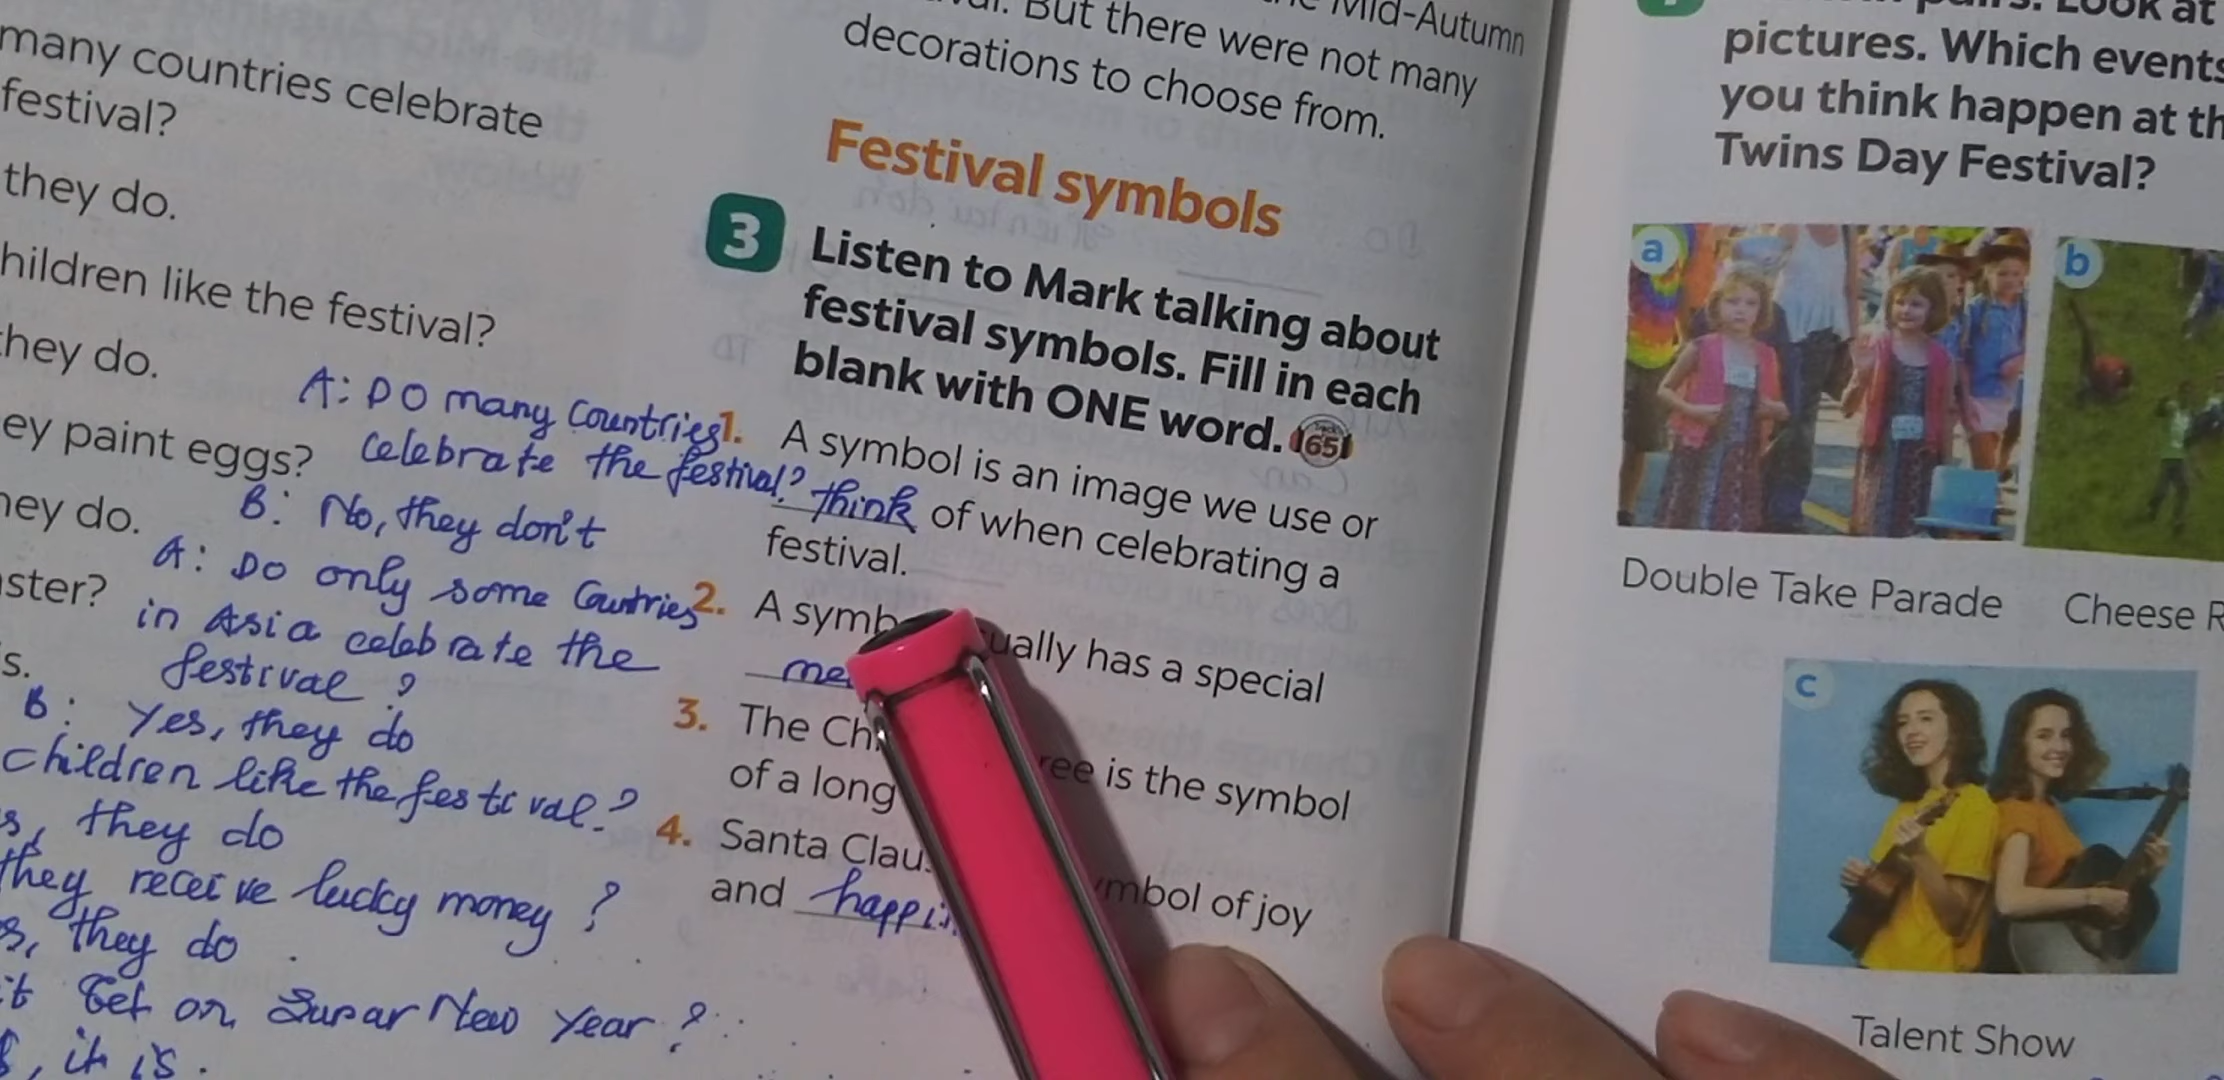 many countries celebrate
festival?
they do.
hildren like the festival?
they do.
ey paint eggs?
hey do.
ster?
s.
A: Do many countries
celebrate the festival?
B: No, they don't
A: Do only some countries
in Asia celebrate the
festival?
B: Yes, they do
children like the festival?
s, they do
they receive lucky money?
s, they do.
it on New Year?
, it is.
Mid-Autumn
But there were not many
decorations to choose from.
Festival symbols
3 Listen to Mark talking about
festival symbols. Fill in each
blank with ONE word. 65
1. A symbol is an image we use or
think of when celebrating a
festival.
2. A symb ually has a special
me
3. The Ch ree is the symbol
of a long
4. Santa Clau mbol of joy
and happi
Look at
pictures. Which events
you think happen at th
Twins Day Festival?
a
b
Double Take Parade
Cheese R
c
Talent Show